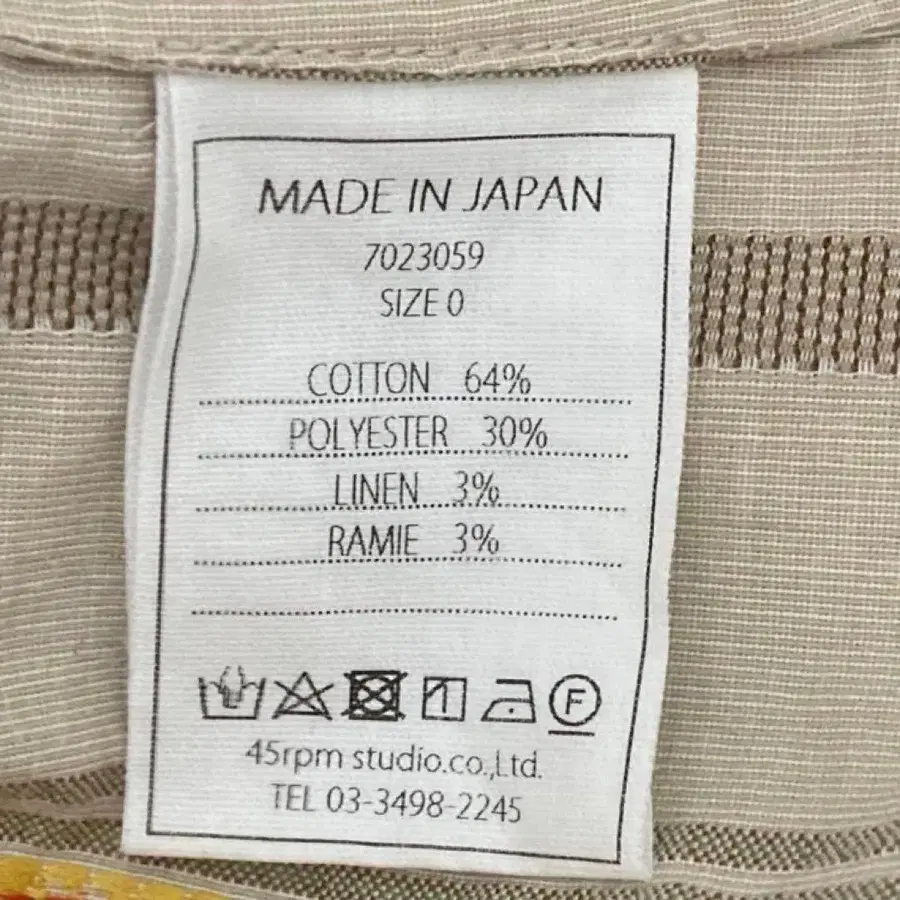 MADE IN JAPAN
7023059
SIZE 0
COTTON 64%
POLYESTER 30%
LINEN 3%
RAMIE 3%
F
45rpm studio.co.,Ltd.
TEL 03-3498-2245